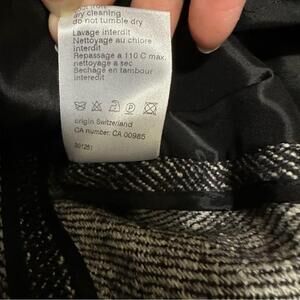 dry cleaning
do not tumble dry
Lavage interdit
Nettoyage au chlore
interdit
Repassage a 110 C max.
nettoyage a sec
Sechage en tambour
interdit
origin Switzerland
CA number: CA 00985